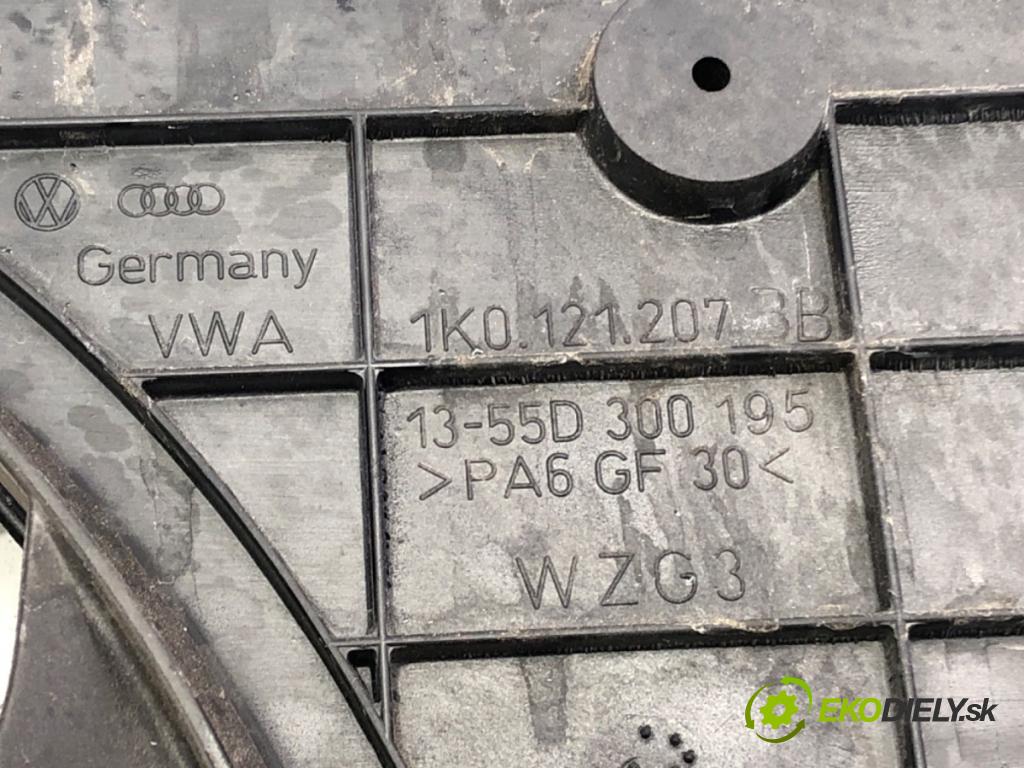 Germany
VWA
1K0.121.207 BB
13-55D 300 195
>PA6 GF 30<
WZG3
EKODIELY.sk